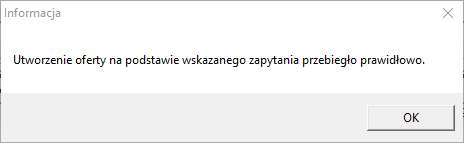 Informacja
Utworzenie oferty na podstawie wskazanego zapytania przebiegło prawidłowo.
OK